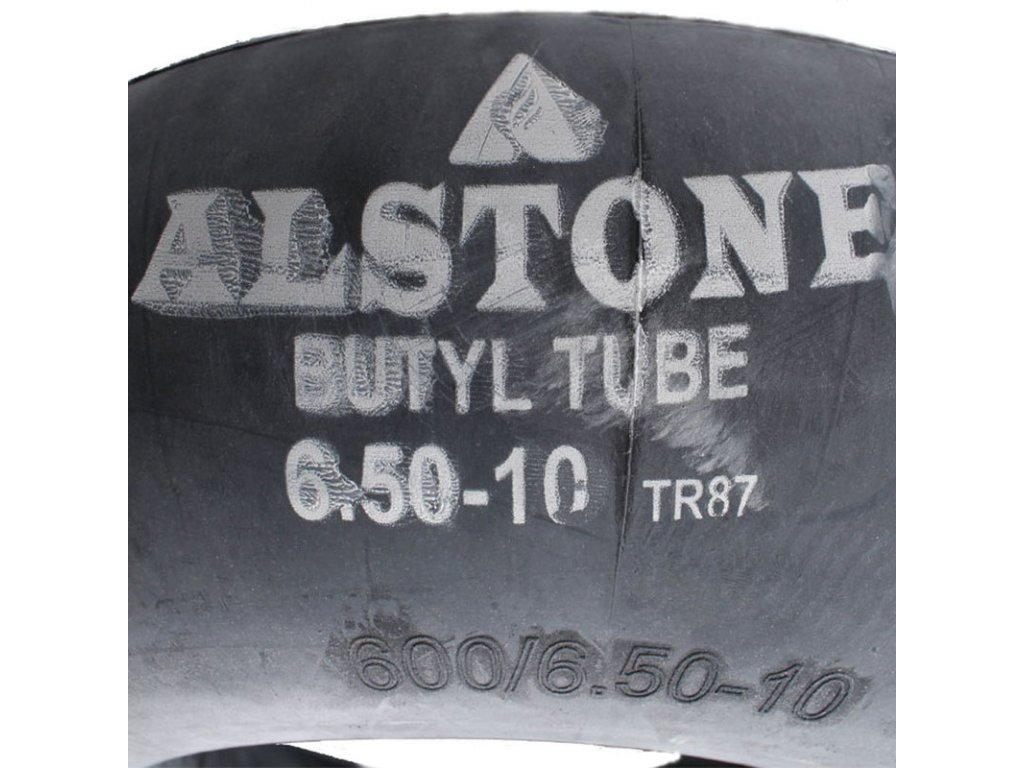 ALSTONE
BUTYL TUBE
6.50-10 TR87
600/6.50-10